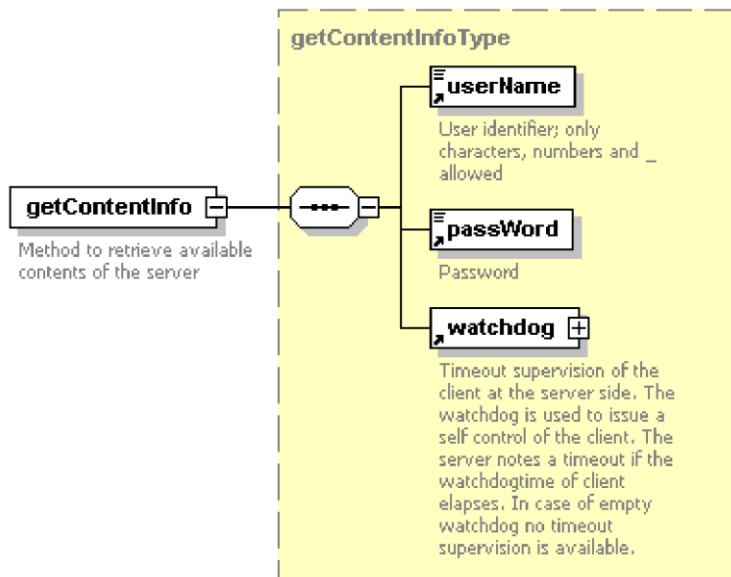 getContentInfoType
userName
User identifier; only
characters, numbers and _
allowed
getContentInfo
Method to retrieve available
contents of the server
passWord
Password
watchdog
Timeout supervision of the
client at the server side. The
watchdog is used to issue a
self control of the client. The
server notes a timeout if the
watchdogtime of client
elapses. In case of empty
watchdog no timeout
supervision is available.